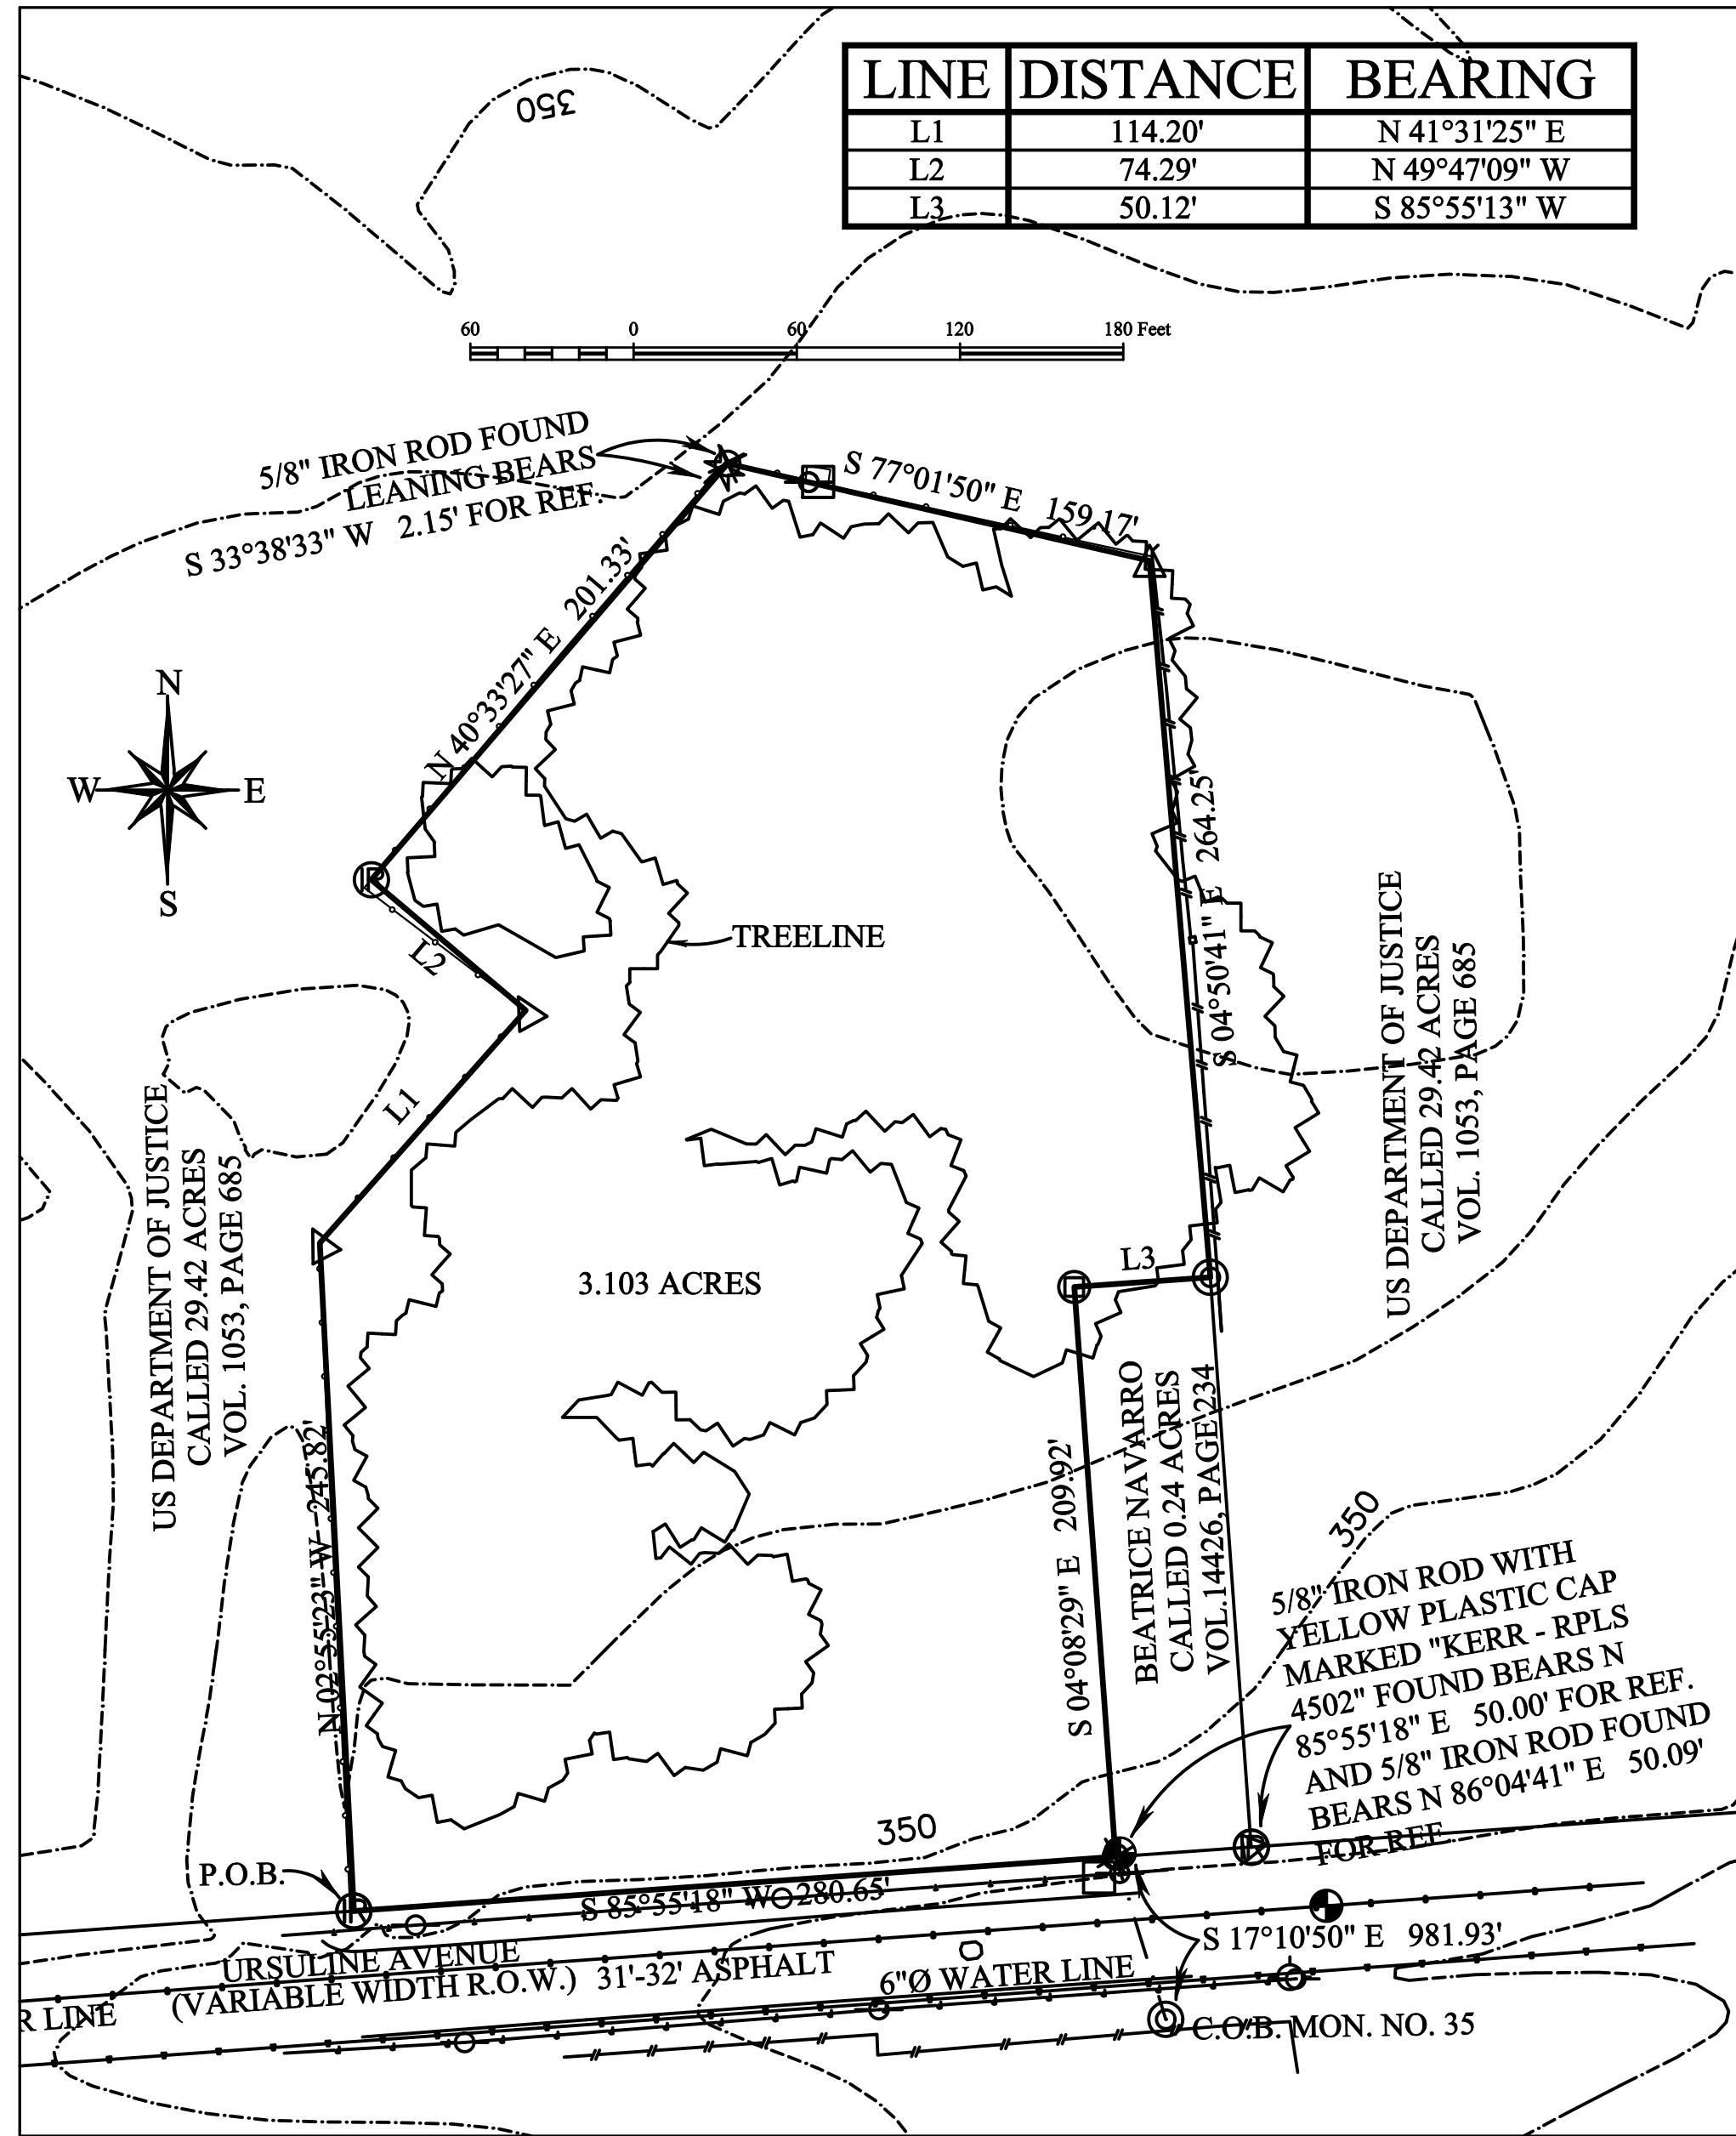 350
LINE DISTANCE BEARING
L1 114.20' N 41°31'25" E
L2 74.29' N 49°47'09" W
L3 50.12' S 85°55'13" W
60 0 60 120 180 Feet
5/8" IRON ROD FOUND
LEANING BEARS
S 33°38'33" W 2.15' FOR REF.
S 77°01'50" E 159.17'
N 40°33'27" E 201.33'
N
W E
S
L2
TREELINE
S 04°50'41" E 264.25'
US DEPARTMENT OF JUSTICE
CALLED 29.42 ACRES
VOL. 1053, PAGE 685
L1
US DEPARTMENT OF JUSTICE
CALLED 29.42 ACRES
VOL. 1053, PAGE 685
3.103 ACRES
L3
N 02°55'23" W 245.82'
S 04°08'29" E 209.92'
BEATRICE NAVARRO
CALLED 0.24 ACRES
VOL.14426, PAGE 234
350
5/8" IRON ROD WITH
YELLOW PLASTIC CAP
MARKED "KERR - RPLS
4502" FOUND BEARS N
85°55'18" E 50.00' FOR REF.
AND 5/8" IRON ROD FOUND
BEARS N 86°04'41" E 50.09'
FOR REF
350
P.O.B.
IR
IR
IR
S 85°55'18" W 280.65'
S 17°10'50" E 981.93'
URSULINE AVENUE
(VARIABLE WIDTH R.O.W.) 31'-32' ASPHALT
6"Ø WATER LINE
R LINE
C.O.B. MON. NO. 35